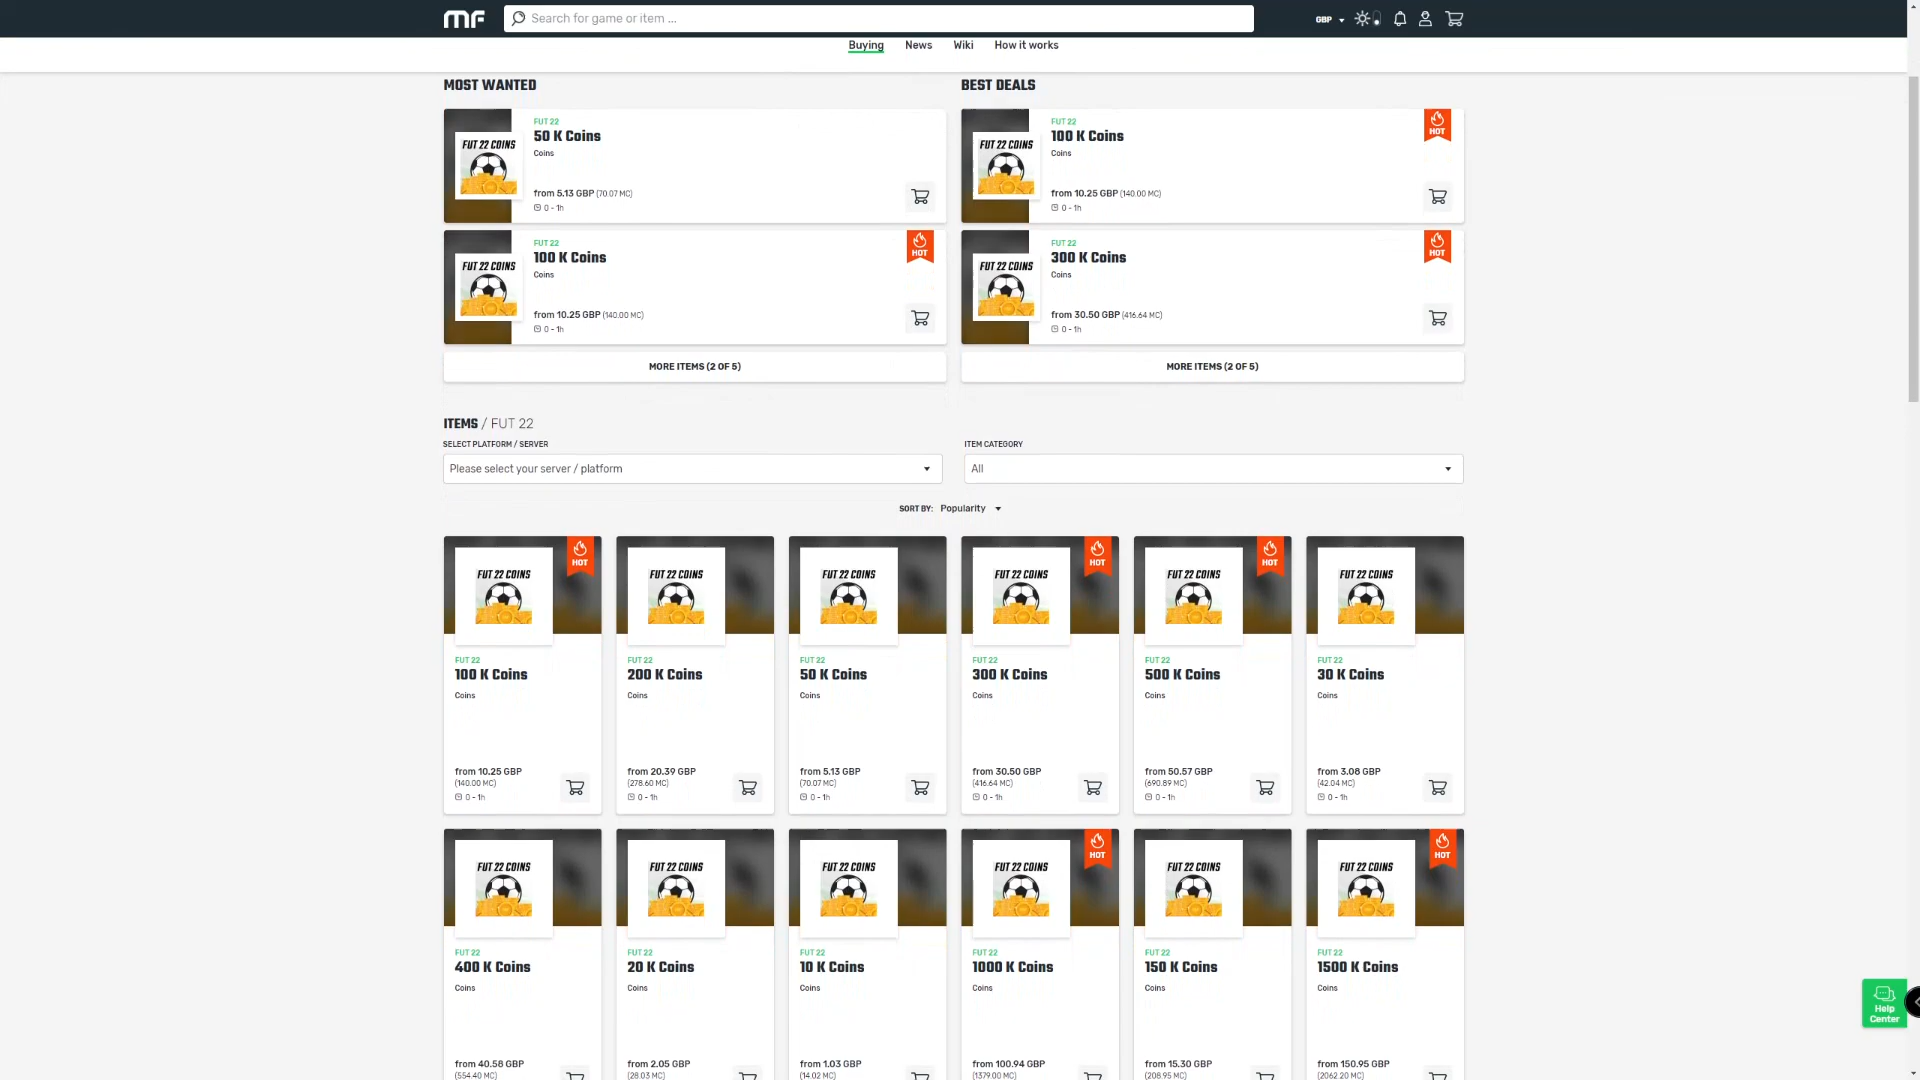 MF
Search for game or item ...
GBP
Buying
News
Wiki
How it works
MOST WANTED
FUT 22 COINS
FUT 22
50 K Coins
Coins
from 5.13 GBP (70.07 MC)
0 - 1h
FUT 22 COINS
FUT 22
100 K Coins
Coins
from 10.25 GBP (140.00 MC)
0 - 1h
HOT
MORE ITEMS (2 OF 5)
BEST DEALS
FUT 22 COINS
FUT 22
100 K Coins
Coins
from 10.25 GBP (140.00 MC)
0 - 1h
HOT
FUT 22 COINS
FUT 22
300 K Coins
Coins
from 30.50 GBP (416.64 MC)
0 - 1h
HOT
MORE ITEMS (2 OF 5)
ITEMS / FUT 22
SELECT PLATFORM / SERVER
Please select your server / platform
ITEM CATEGORY
All
SORT BY: Popularity
HOT
FUT 22 COINS
FUT 22
100 K Coins
Coins
from 10.25 GBP
(140.00 MC)
0 - 1h
FUT 22 COINS
FUT 22
200 K Coins
Coins
from 20.39 GBP
(278.60 MC)
0 - 1h
FUT 22 COINS
FUT 22
50 K Coins
Coins
from 5.13 GBP
(70.07 MC)
0 - 1h
HOT
FUT 22 COINS
FUT 22
300 K Coins
Coins
from 30.50 GBP
(416.64 MC)
0 - 1h
HOT
FUT 22 COINS
FUT 22
500 K Coins
Coins
from 50.57 GBP
(690.89 MC)
0 - 1h
FUT 22 COINS
FUT 22
30 K Coins
Coins
from 3.08 GBP
(42.04 MC)
0 - 1h
FUT 22 COINS
FUT 22
400 K Coins
Coins
from 40.58 GBP
(554.40 MC)
FUT 22 COINS
FUT 22
20 K Coins
Coins
from 2.05 GBP
(28.03 MC)
FUT 22 COINS
FUT 22
10 K Coins
Coins
from 1.03 GBP
(14.02 MC)
HOT
FUT 22 COINS
FUT 22
1000 K Coins
Coins
from 100.94 GBP
(1379.00 MC)
FUT 22 COINS
FUT 22
150 K Coins
Coins
from 15.30 GBP
(208.95 MC)
HOT
FUT 22 COINS
FUT 22
1500 K Coins
Coins
from 150.95 GBP
(2062.20 MC)
Help
Center